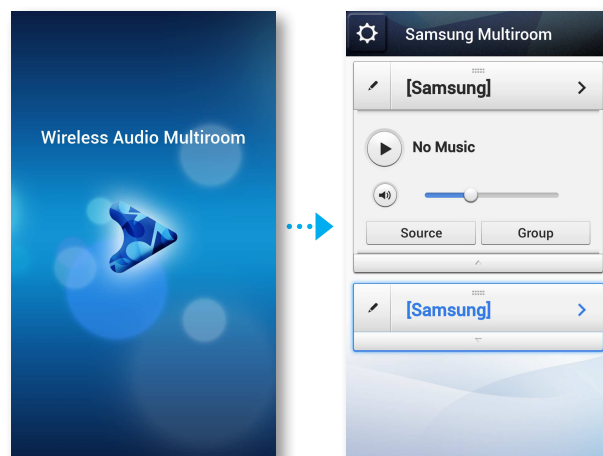 Wireless Audio Multiroom
Samsung Multiroom
[Samsung]
No Music
Source Group
[Samsung]